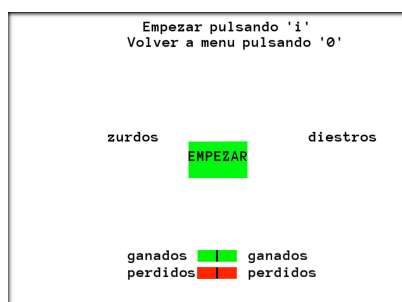 Empezar pulsando 'i'
Volver a menu pulsando '0'
zurdos diestros
EMPEZAR
ganados ganados
perdidos perdidos